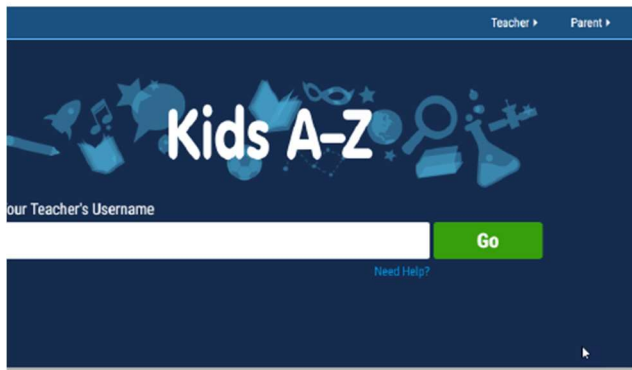 Teacher Parent
Kids A-Z
our Teacher's Username
Go
Need Help?